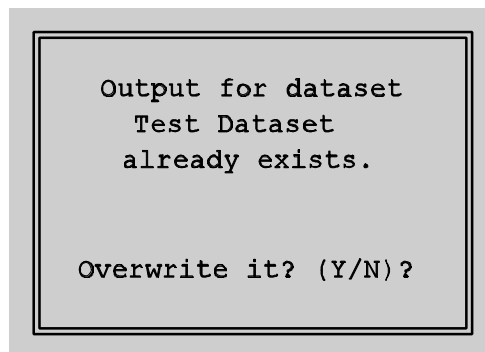 Output for dataset
Test Dataset
already exists.
Overwrite it? (Y/N)?